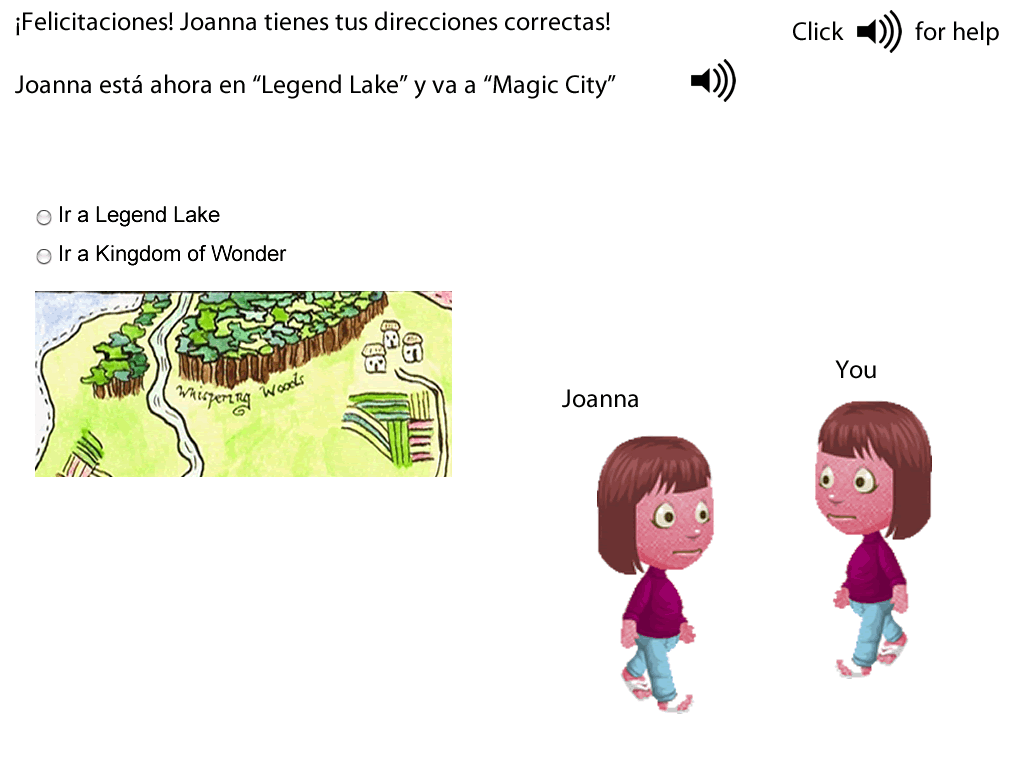 ¡Felicitaciones! Joanna tienes tus direcciones correctas!
Click for help
Joanna está ahora en “Legend Lake” y va a “Magic City”
Ir a Legend Lake
Ir a Kingdom of Wonder
Whispering Woods
You
Joanna